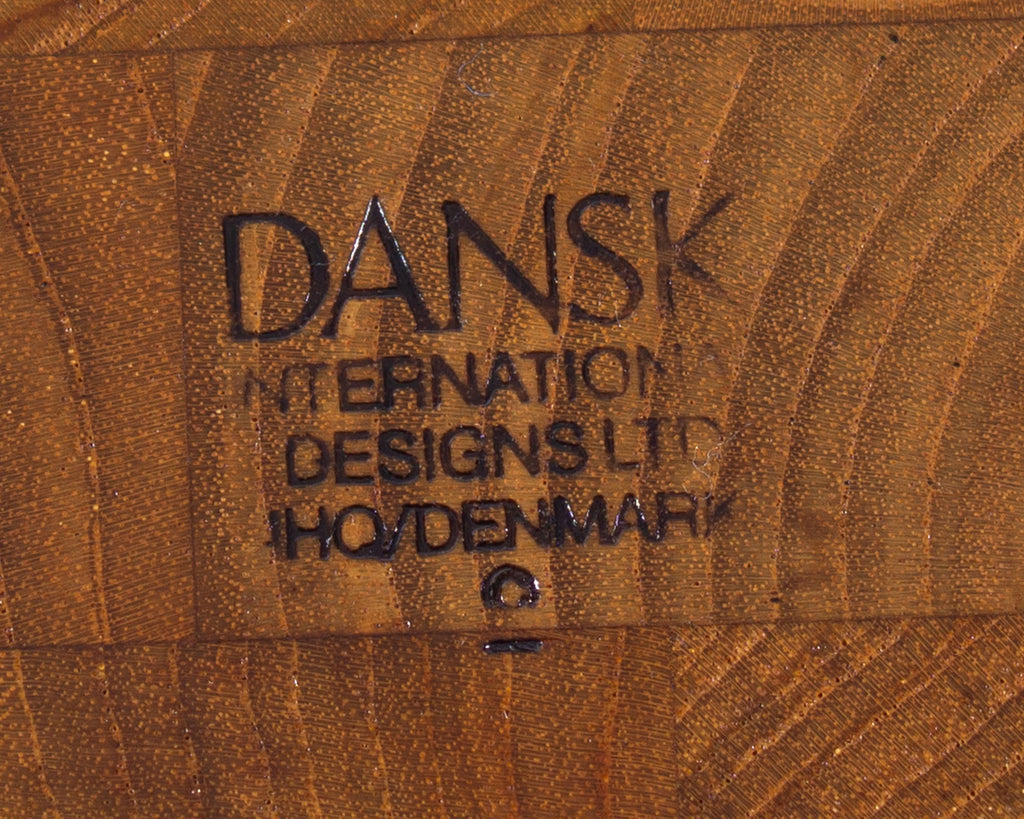 DANSK
INTERNATIONAL
DESIGNS LTD
IHQ/DENMARK